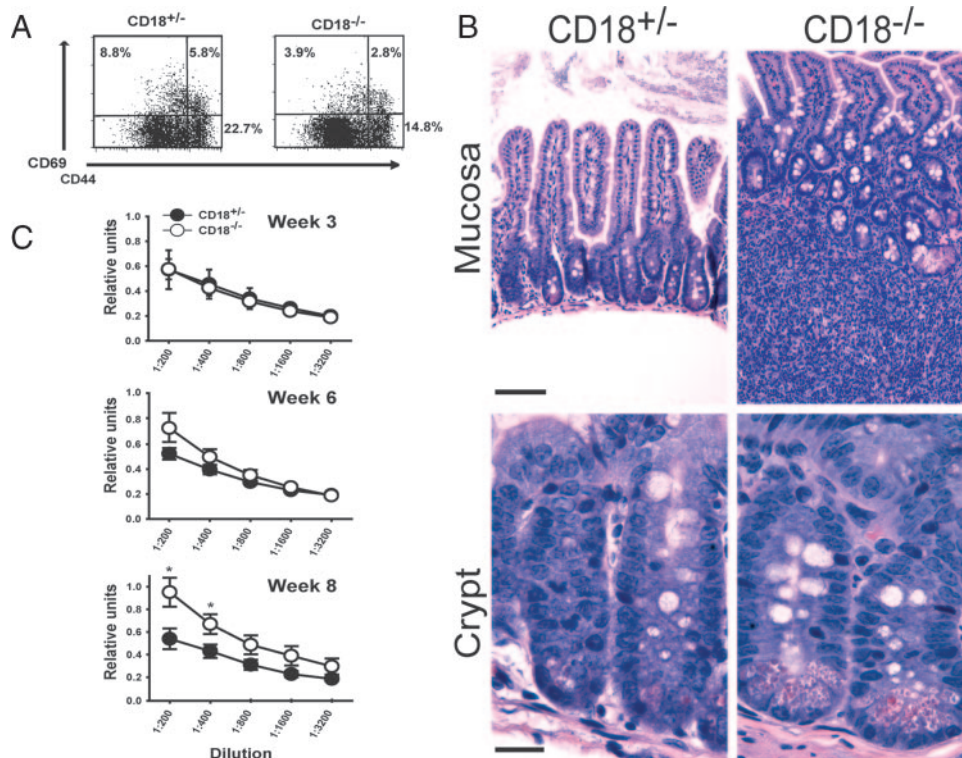 A
CD18+/-
CD18-/-
8.8%
5.8%
22.7%
3.9%
2.8%
14.8%
CD69
CD44
B
CD18+/-
CD18-/-
Mucosa
Crypt
C
CD18+/-
CD18-/-
Week 3
Relative units
1.0
0.8
0.6
0.4
0.2
0.0
1:200
1:400
1:800
1:1600
1:3200
Week 6
Relative units
1.0
0.8
0.6
0.4
0.2
0.0
1:200
1:400
1:800
1:1600
1:3200
Week 8
Relative units
1.0
0.8
0.6
0.4
0.2
0.0
*
*
1:200
1:400
1:800
1:1600
1:3200
Dilution